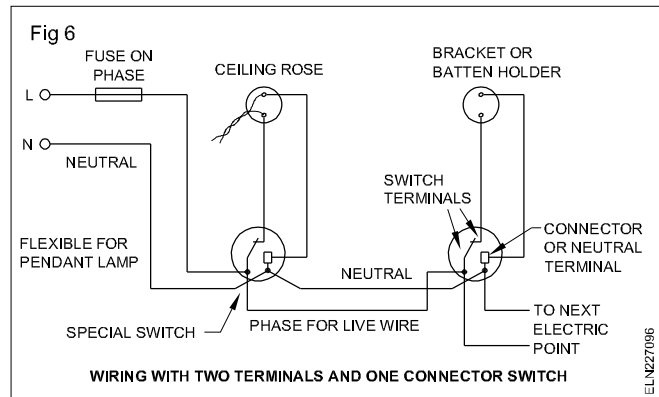 Fig 6
FUSE ON
PHASE
CEILING ROSE
BRACKET OR
BATTEN HOLDER
L
N
NEUTRAL
SWITCH
TERMINALS
CONNECTOR
OR NEUTRAL
TERMINAL
FLEXIBLE FOR
PENDANT LAMP
NEUTRAL
SPECIAL SWITCH
PHASE FOR LIVE WIRE
TO NEXT
ELECTRIC
POINT
WIRING WITH TWO TERMINALS AND ONE CONNECTOR SWITCH
ELN227096